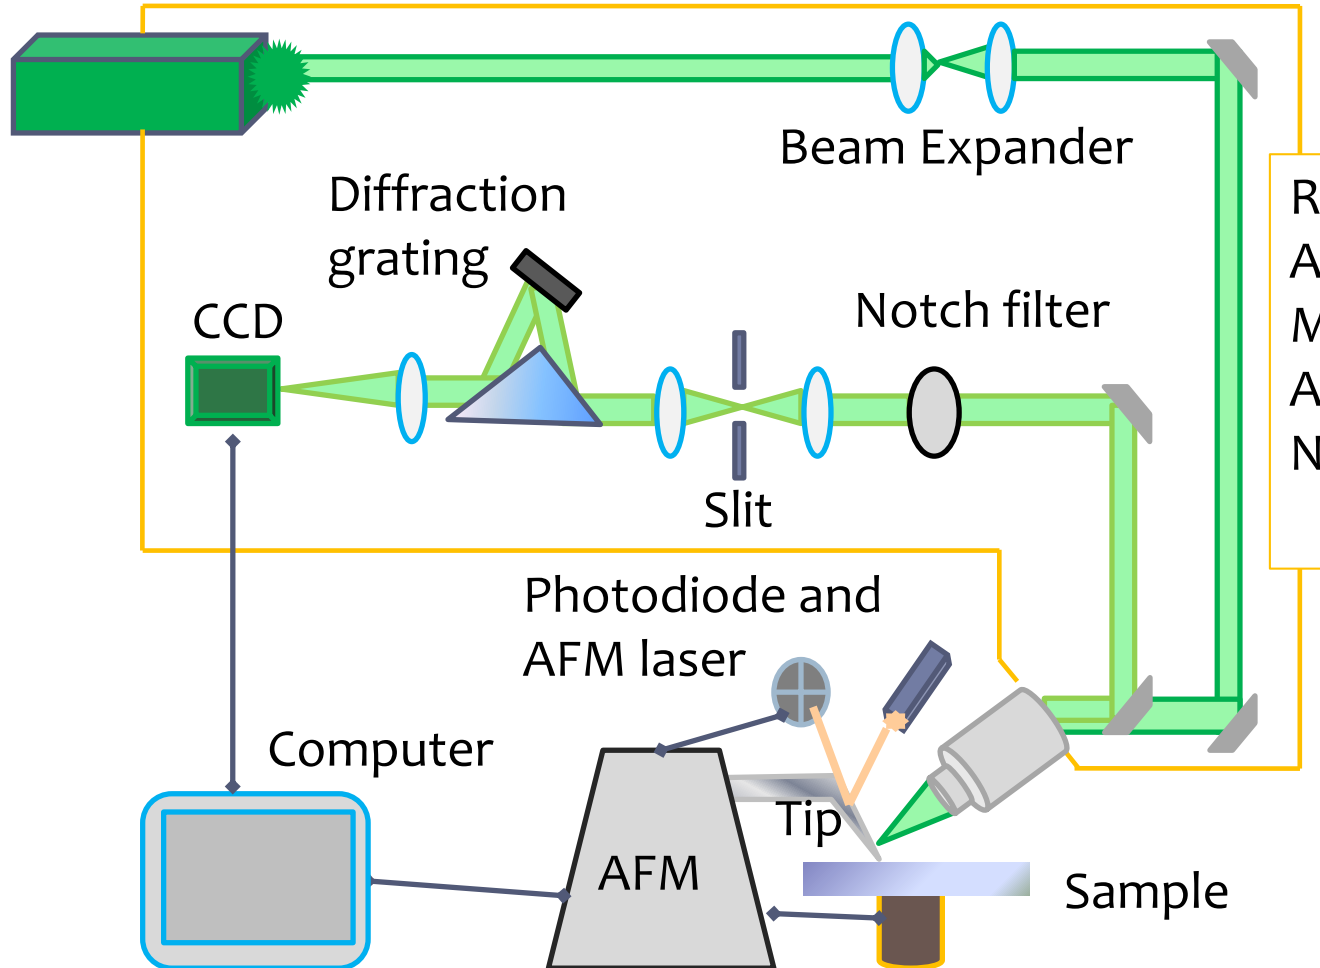 Beam Expander
Diffraction
grating
CCD
Notch filter
R
A
M
A
N
Slit
Photodiode and
AFM laser
Computer
Tip
AFM
Sample